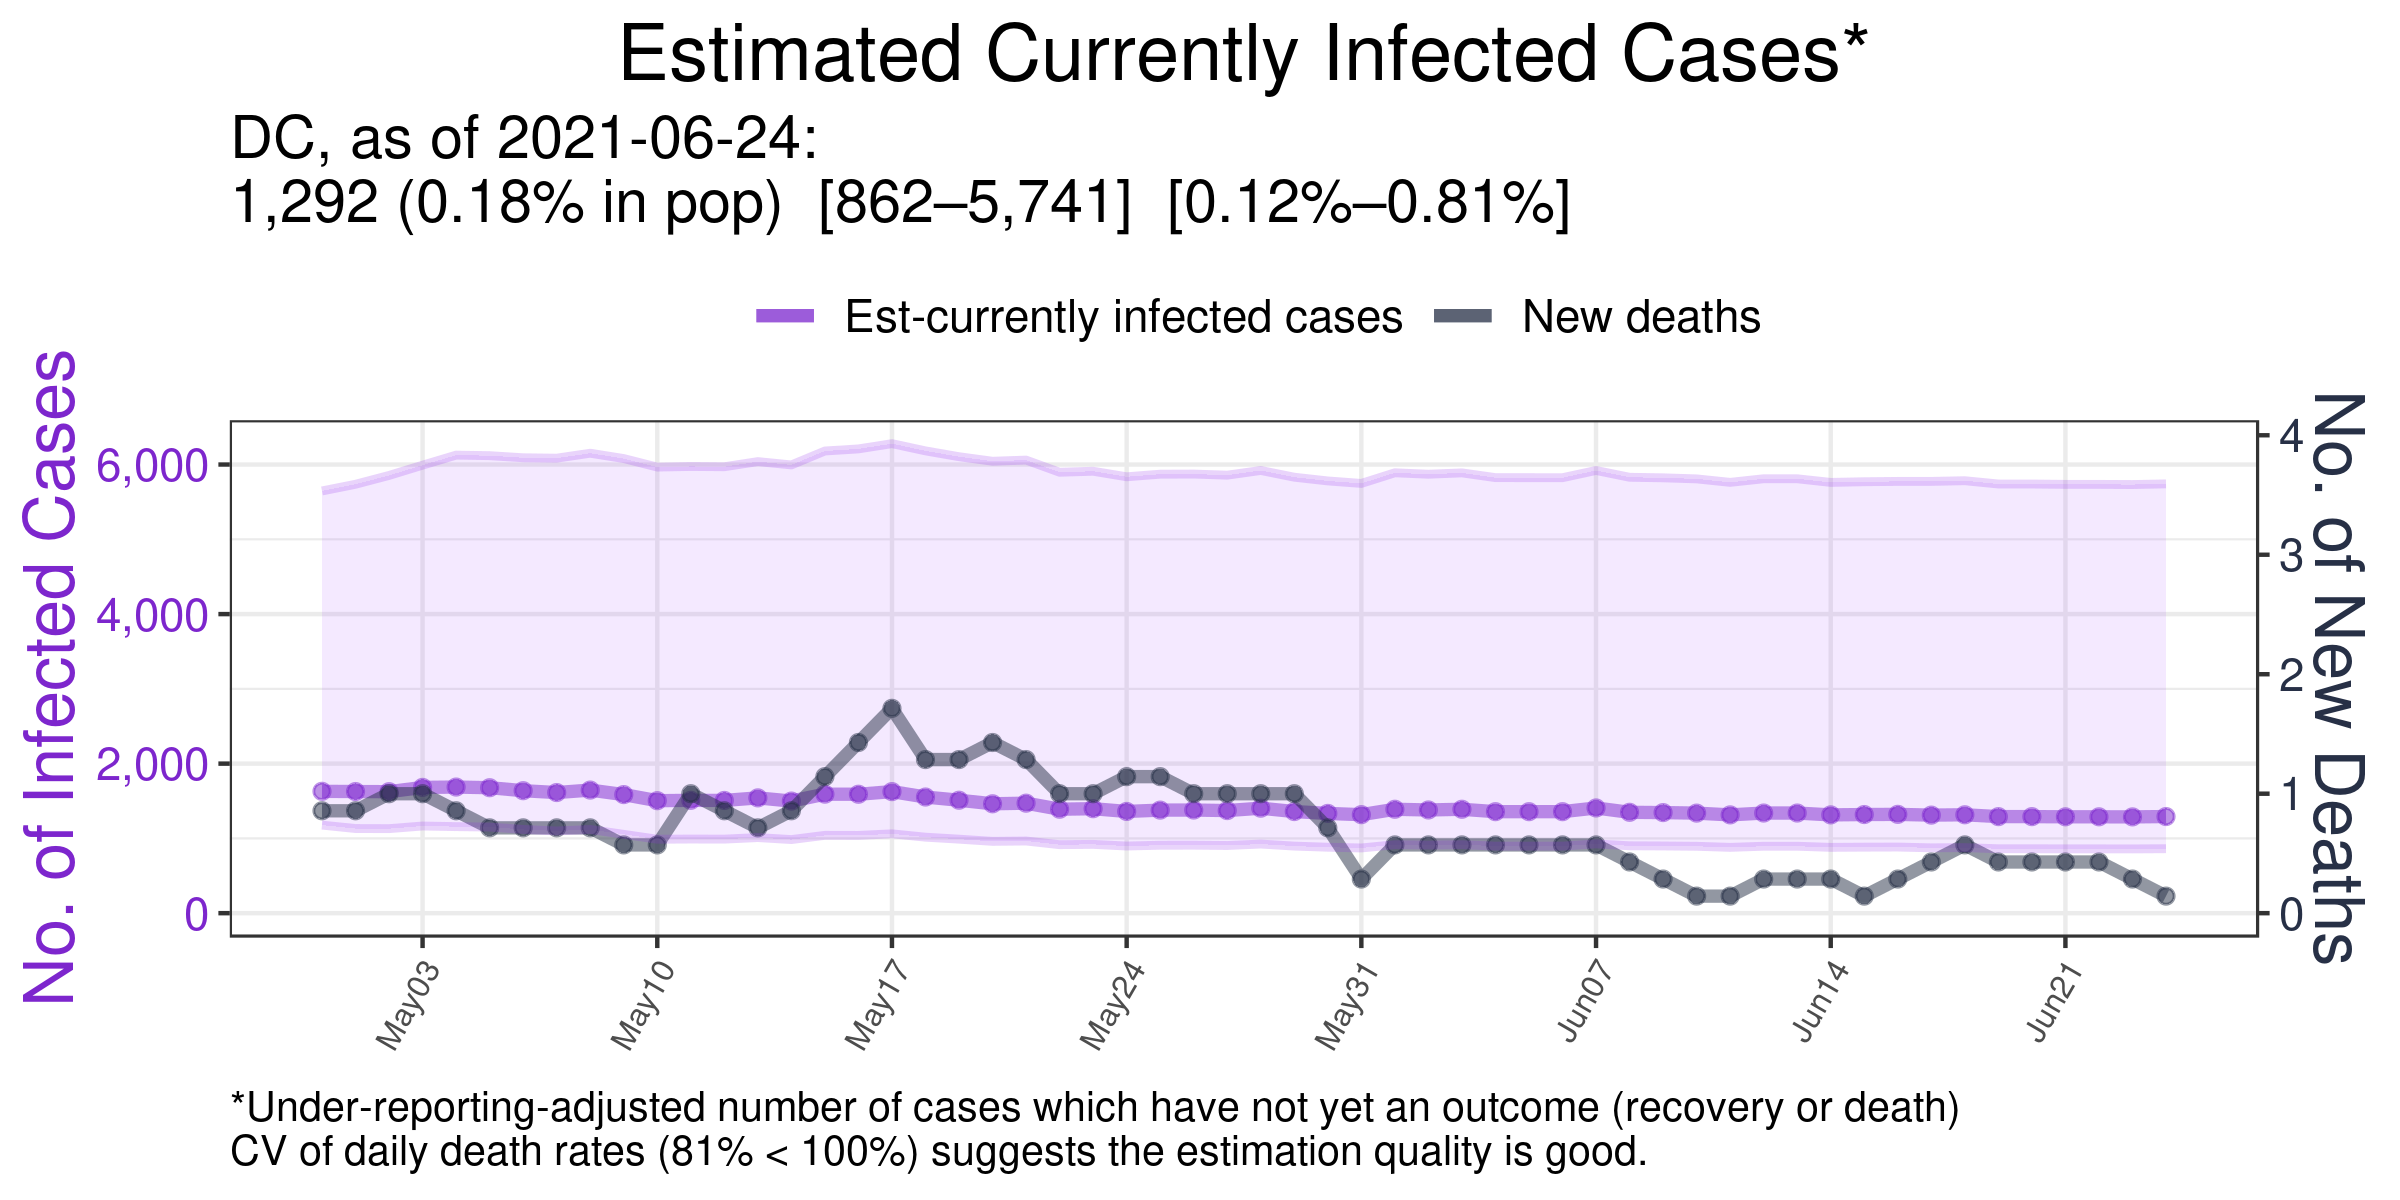 Estimated Currently Infected Cases*
DC, as of 2021-06-24:
1,292 (0.18% in pop)  [862–5,741]  [0.12%–0.81%]
Est-currently infected cases
New deaths
No. of Infected Cases
6,000
4,000
2,000
0
4
3
2
1
0
No. of New Deaths
May03
May10
May17
May24
May31
Jun07
Jun14
Jun21
*Under-reporting-adjusted number of cases which have not yet an outcome (recovery or death)
CV of daily death rates (81% < 100%) suggests the estimation quality is good.